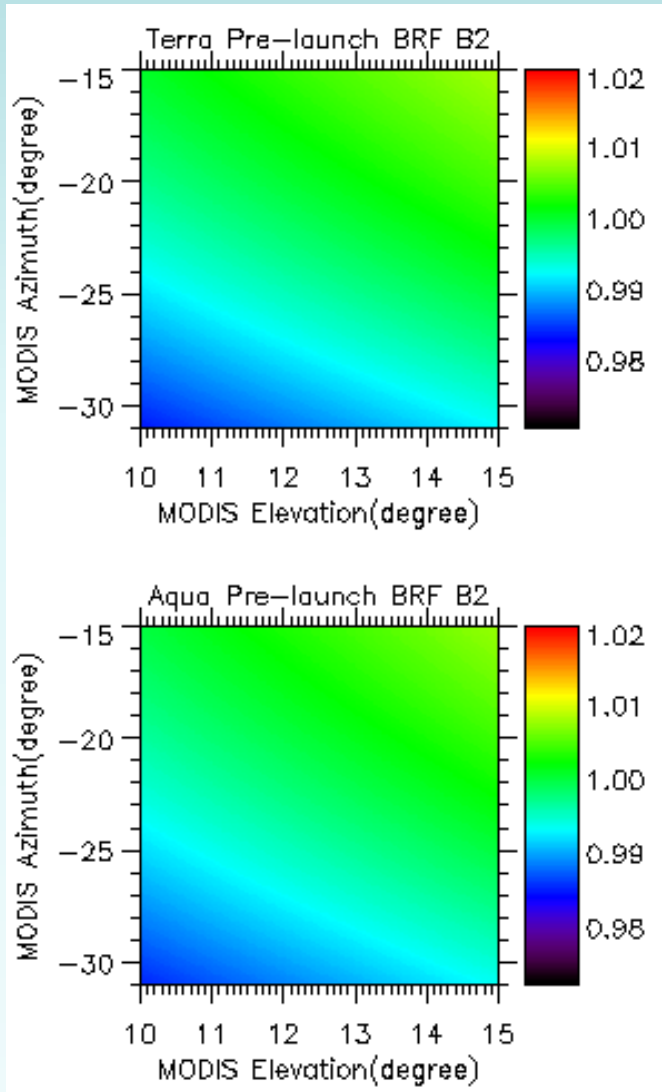 Terra Pre-launch BRF B2
-15
-20
-25
-30
MODIS Azimuth(degree)
10 11 12 13 14 15
MODIS Elevation(degree)
1.02
1.01
1.00
0.99
0.98
Aqua Pre-launch BRF B2
-15
-20
-25
-30
MODIS Azimuth(degree)
10 11 12 13 14 15
MODIS Elevation(degree)
1.02
1.01
1.00
0.99
0.98